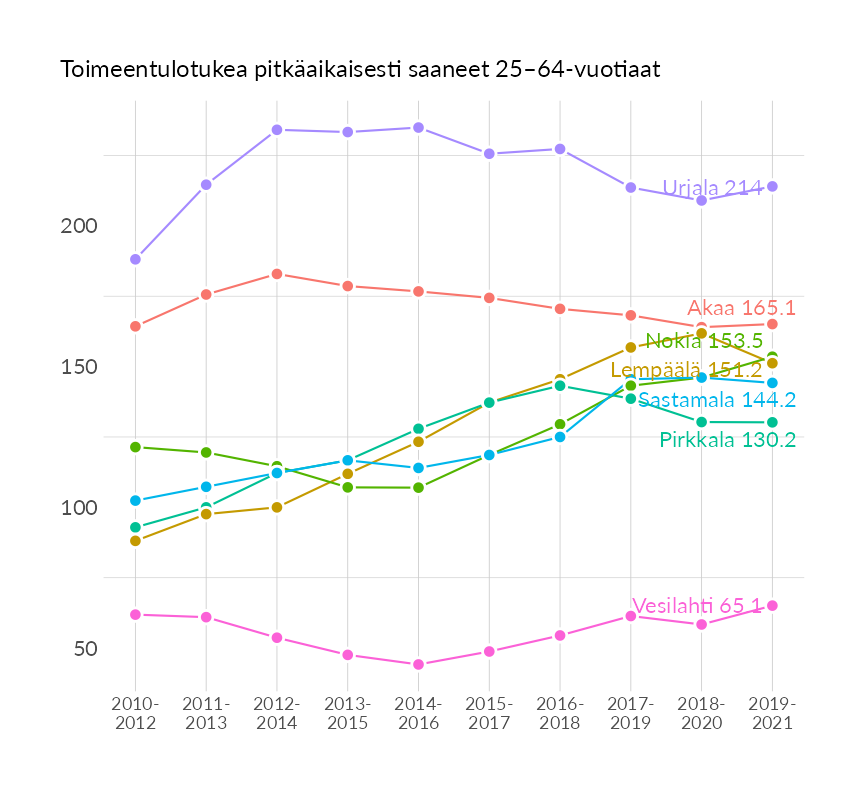 Toimeentulotukea pitkäaikaisesti saaneet 25–64-vuotiaat
Urjala 214
200
Akaa 165.1
Nokia 153.5
150
Lempäälä 151.2
Sastamala 144.2
Pirkkala 130.2
100
Vesilahti 65.1
50
2010- 2011- 2012- 2013- 2014- 2015- 2016- 2017- 2018- 2019-
2012 2013 2014 2015 2016 2017 2018 2019 2020 2021